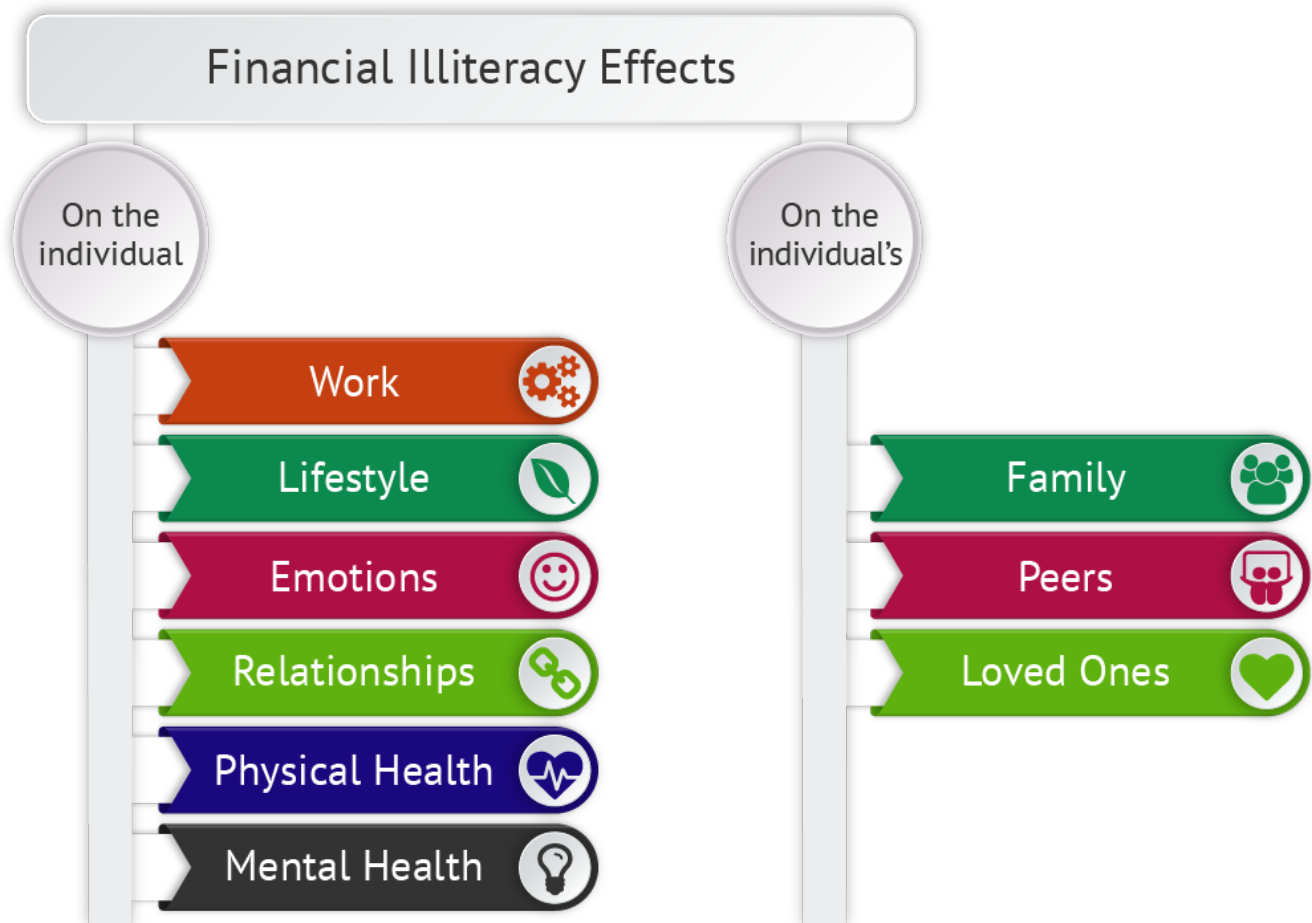 Financial Illiteracy Effects
On the
individual
Work
Lifestyle
Emotions
Relationships
Physical Health
Mental Health
On the
individual’s
Family
Peers
Loved Ones